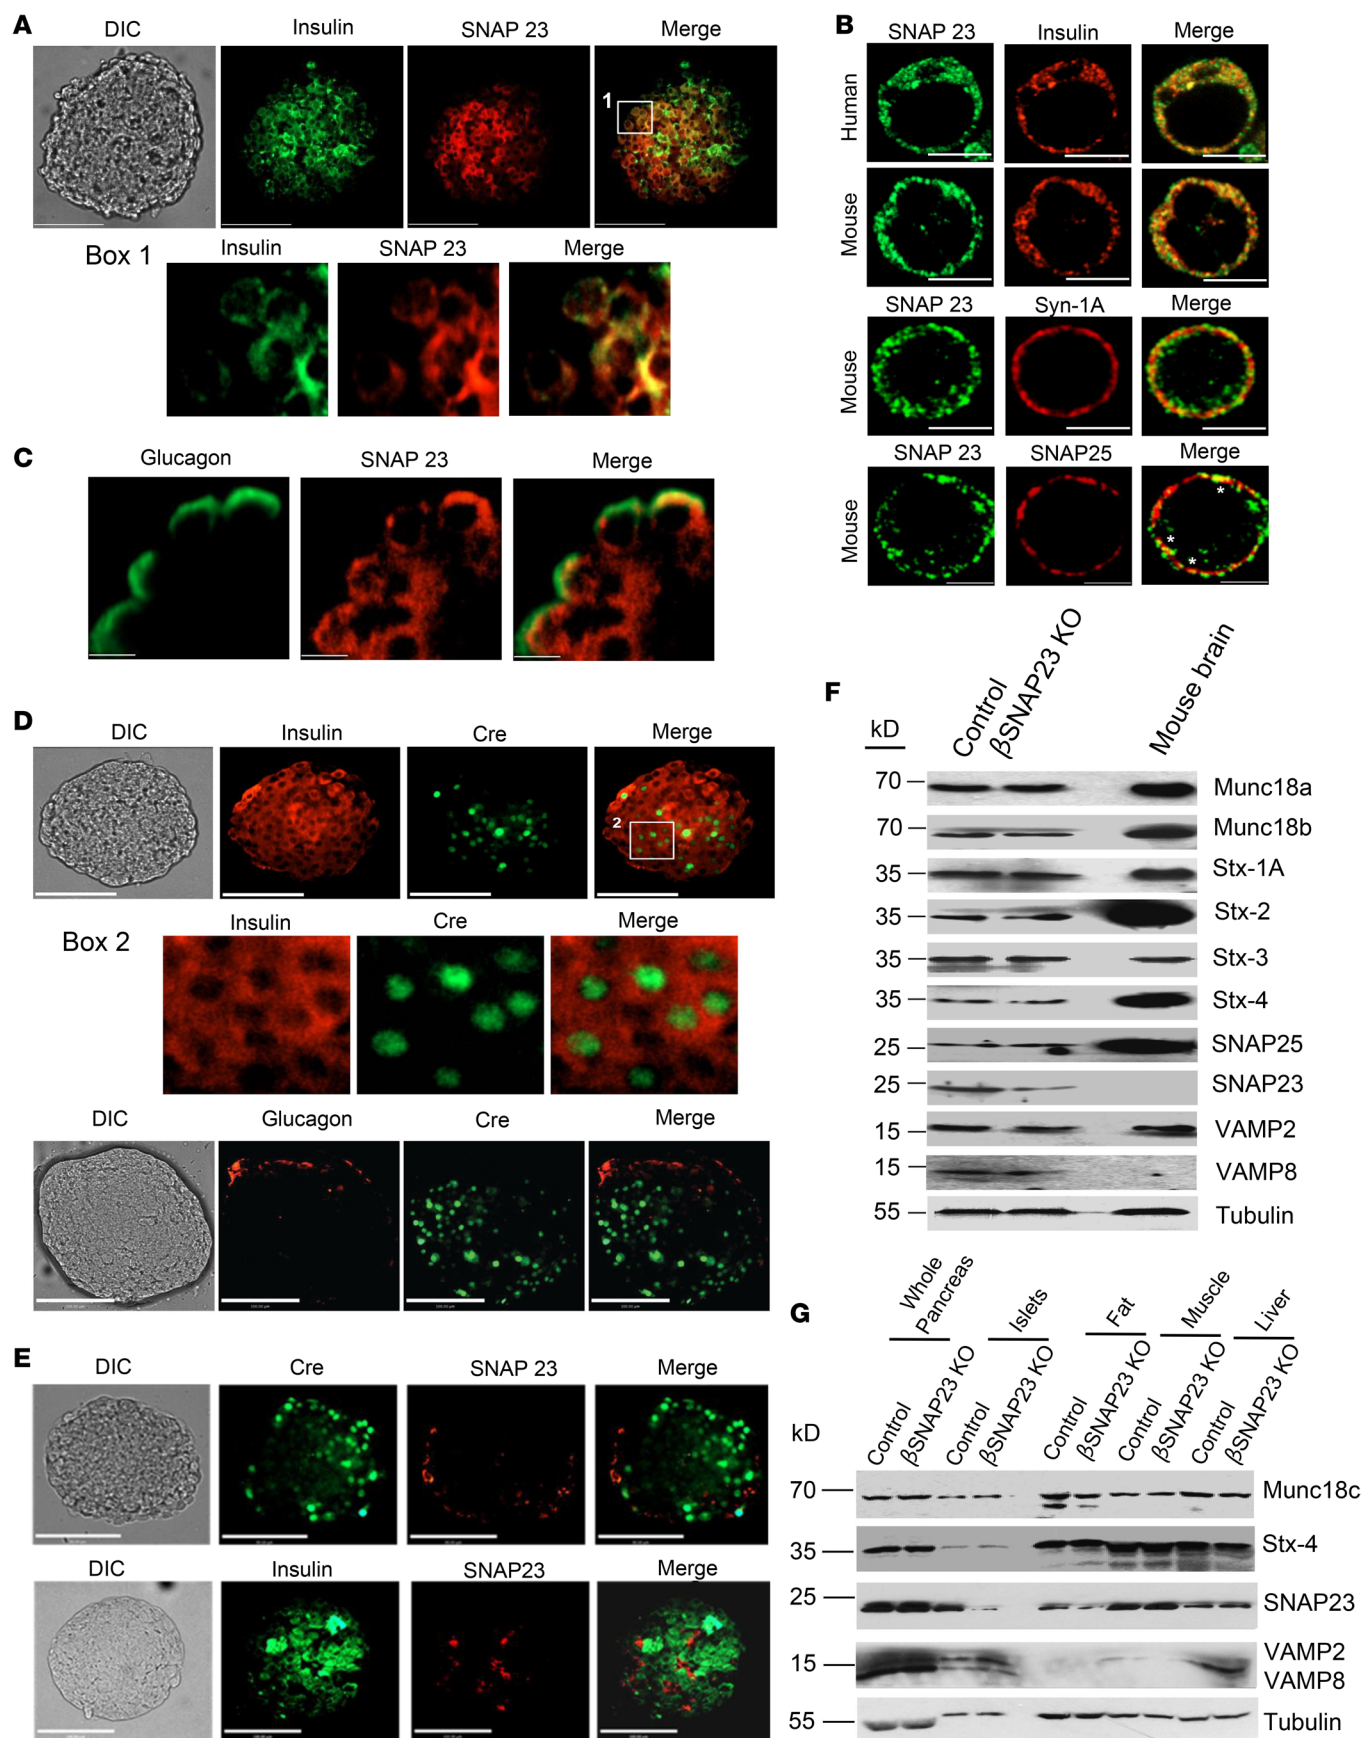 A
DIC
Insulin
SNAP 23
Merge
1
Box 1
Insulin
SNAP 23
Merge
B
SNAP 23
Insulin
Merge
Human
Mouse
SNAP 23
Syn-1A
Merge
Mouse
SNAP 23
SNAP25
Merge
Mouse
*
*
*
C
Glucagon
SNAP 23
Merge
D
DIC
Insulin
Cre
Merge
2
Box 2
Insulin
Cre
Merge
DIC
Glucagon
Cre
Merge
E
DIC
Cre
SNAP 23
Merge
DIC
Insulin
SNAP23
Merge
F
kD
Control
βSNAP23 KO
Mouse brain
70
Munc18a
70
Munc18b
35
Stx-1A
35
Stx-2
35
Stx-3
35
Stx-4
25
SNAP25
25
SNAP23
15
VAMP2
15
VAMP8
55
Tubulin
G
Whole Pancreas
Islets
Fat
Muscle
Liver
kD
Control
βSNAP23 KO
Control
βSNAP23 KO
Control
βSNAP23 KO
Control
βSNAP23 KO
Control
βSNAP23 KO
70
Munc18c
35
Stx-4
25
SNAP23
15
VAMP2
VAMP8
55
Tubulin